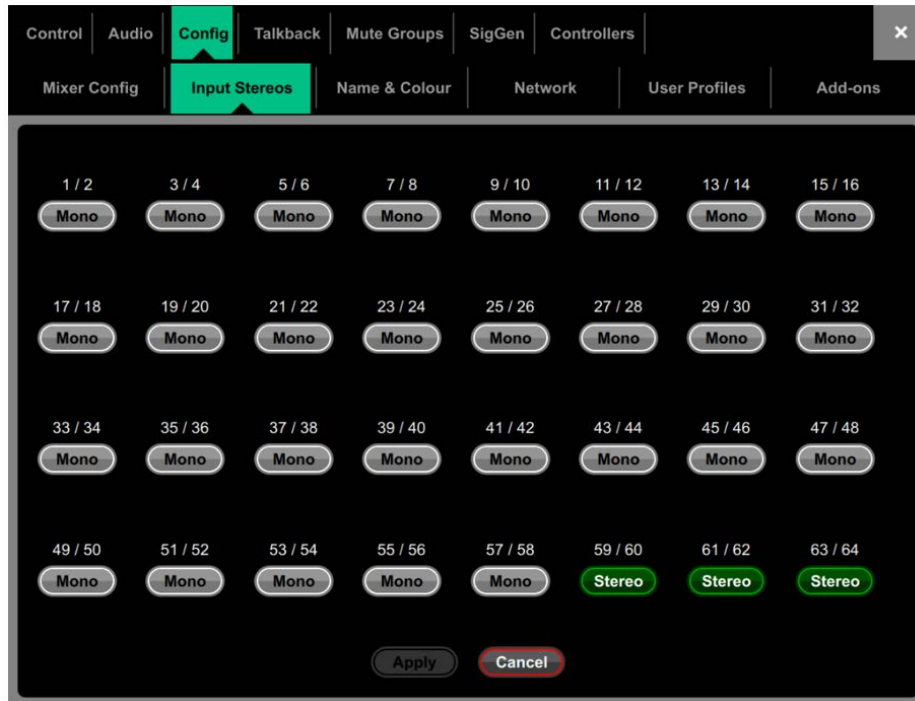 Control Audio Config Talkback Mute Groups SigGen Controllers ×
Mixer Config Input Stereos Name & Colour Network User Profiles Add-ons
1 / 2 3 / 4 5 / 6 7 / 8 9 / 10 11 / 12 13 / 14 15 / 16
Mono Mono Mono Mono Mono Mono Mono Mono
17 / 18 19 / 20 21 / 22 23 / 24 25 / 26 27 / 28 29 / 30 31 / 32
Mono Mono Mono Mono Mono Mono Mono Mono
33 / 34 35 / 36 37 / 38 39 / 40 41 / 42 43 / 44 45 / 46 47 / 48
Mono Mono Mono Mono Mono Mono Mono Mono
49 / 50 51 / 52 53 / 54 55 / 56 57 / 58 59 / 60 61 / 62 63 / 64
Mono Mono Mono Mono Mono Stereo Stereo Stereo
Apply Cancel